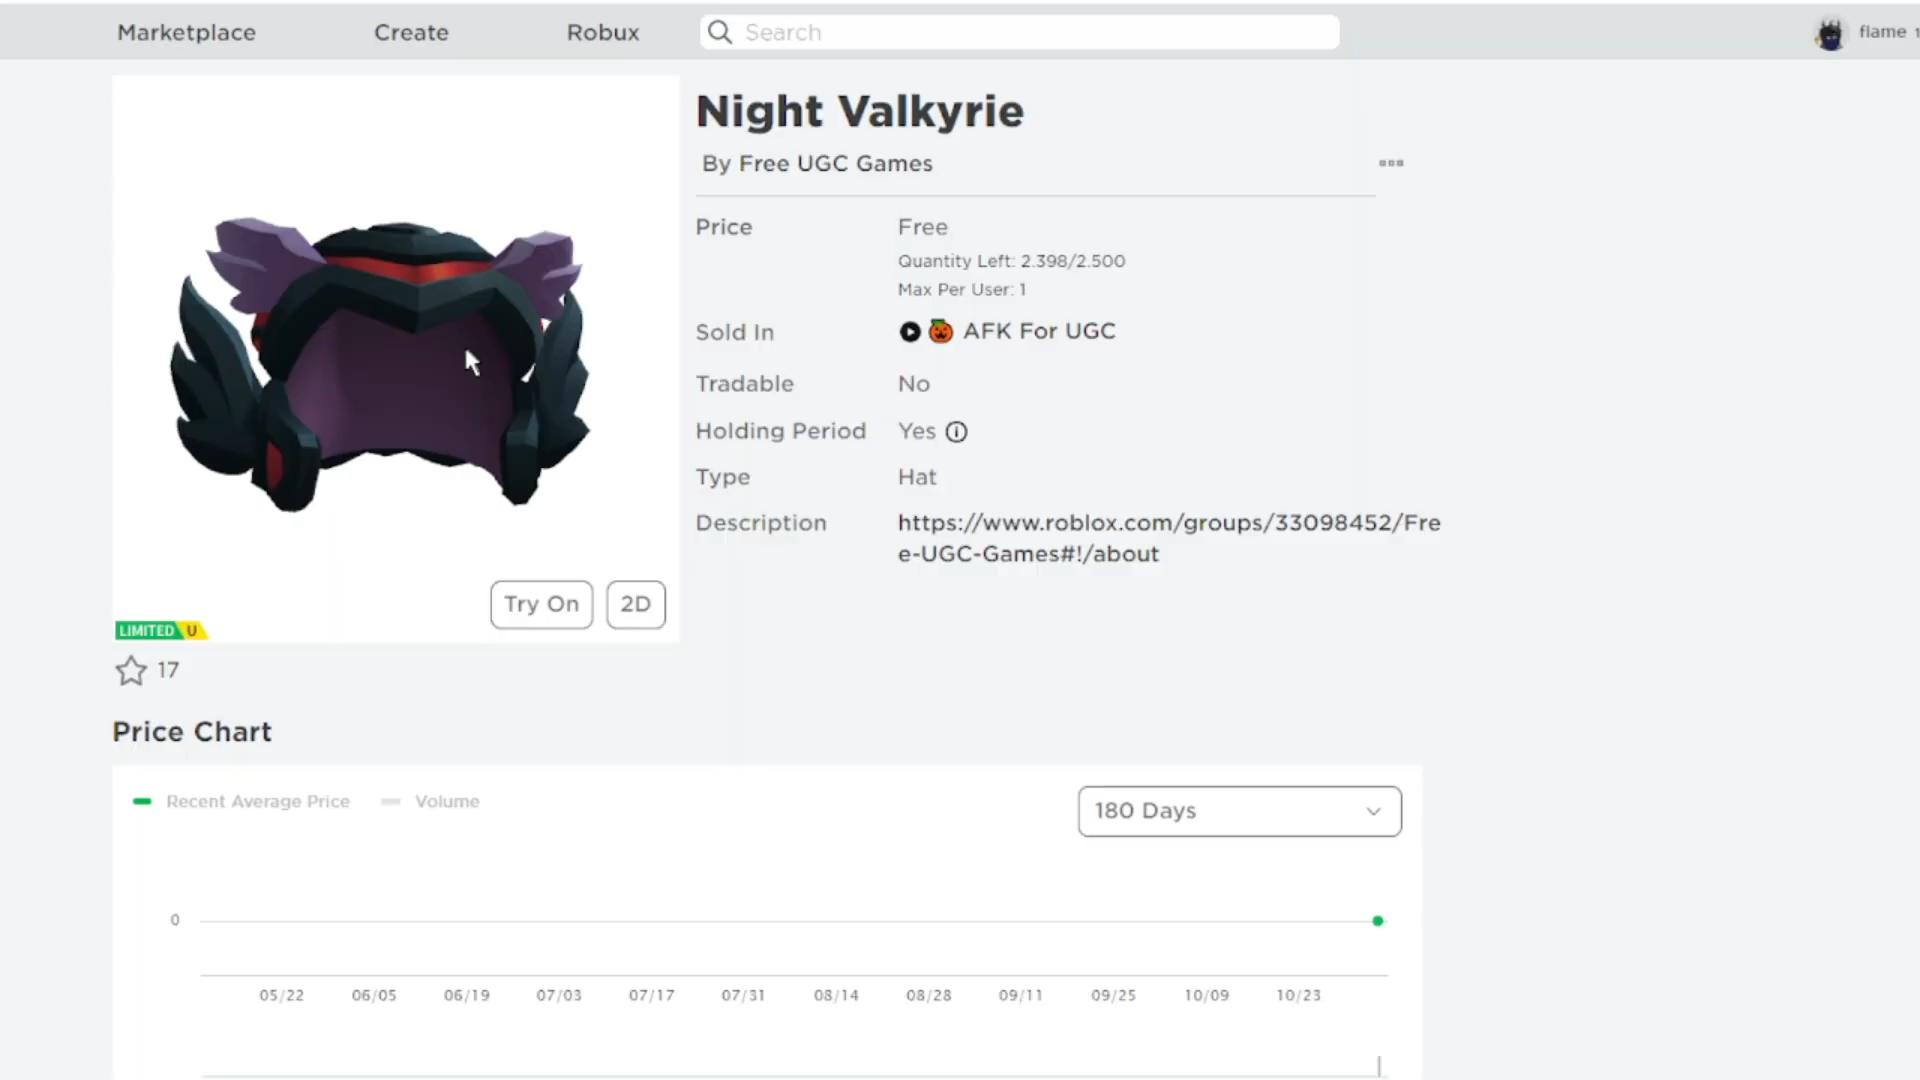 Marketplace
Create
Robux
Search
flame
Night Valkyrie
By Free UGC Games
Price
Free
Quantity Left: 2.398/2.500
Max Per User: 1
Sold In
AFK For UGC
Tradable
No
Holding Period
Yes
Type
Hat
Description
https://www.roblox.com/groups/33098452/Fre
e-UGC-Games#!/about
Try On
2D
LIMITED U
17
Price Chart
Recent Average Price
Volume
180 Days
0
05/22 06/05 06/19 07/03 07/17 07/31 08/14 08/28 09/11 09/25 10/09 10/23